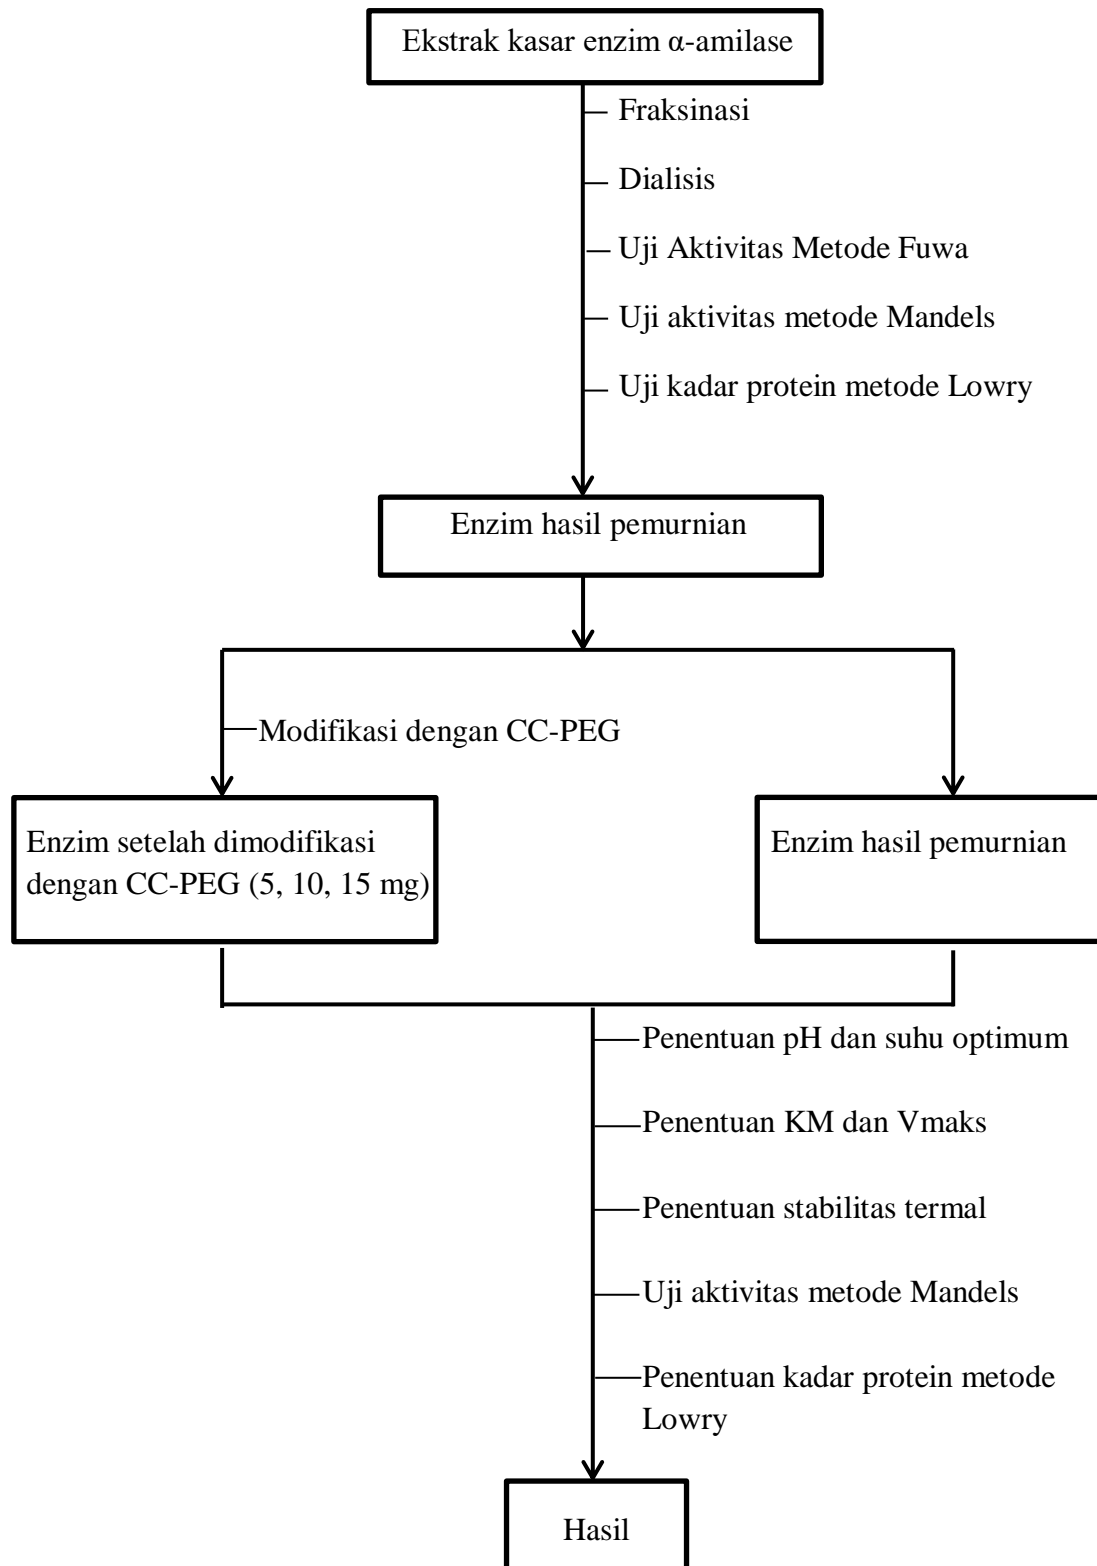 Ekstrak kasar enzim α-amilase
Fraksinasi
Dialisis
Uji Aktivitas Metode Fuwa
Uji aktivitas metode Mandels
Uji kadar protein metode Lowry
Enzim hasil pemurnian
Modifikasi dengan CC-PEG
Enzim setelah dimodifikasi
dengan CC-PEG (5, 10, 15 mg)
Enzim hasil pemurnian
Penentuan pH dan suhu optimum
Penentuan KM dan Vmaks
Penentuan stabilitas termal
Uji aktivitas metode Mandels
Penentuan kadar protein metode
Lowry
Hasil